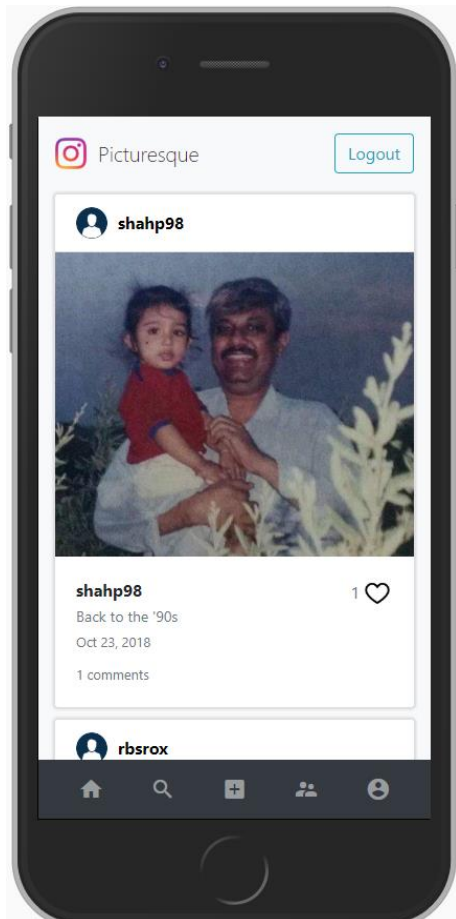 Picturesque
Logout
shahp98
shahp98
1
Back to the '90s
Oct 23, 2018
1 comments
rbsrox